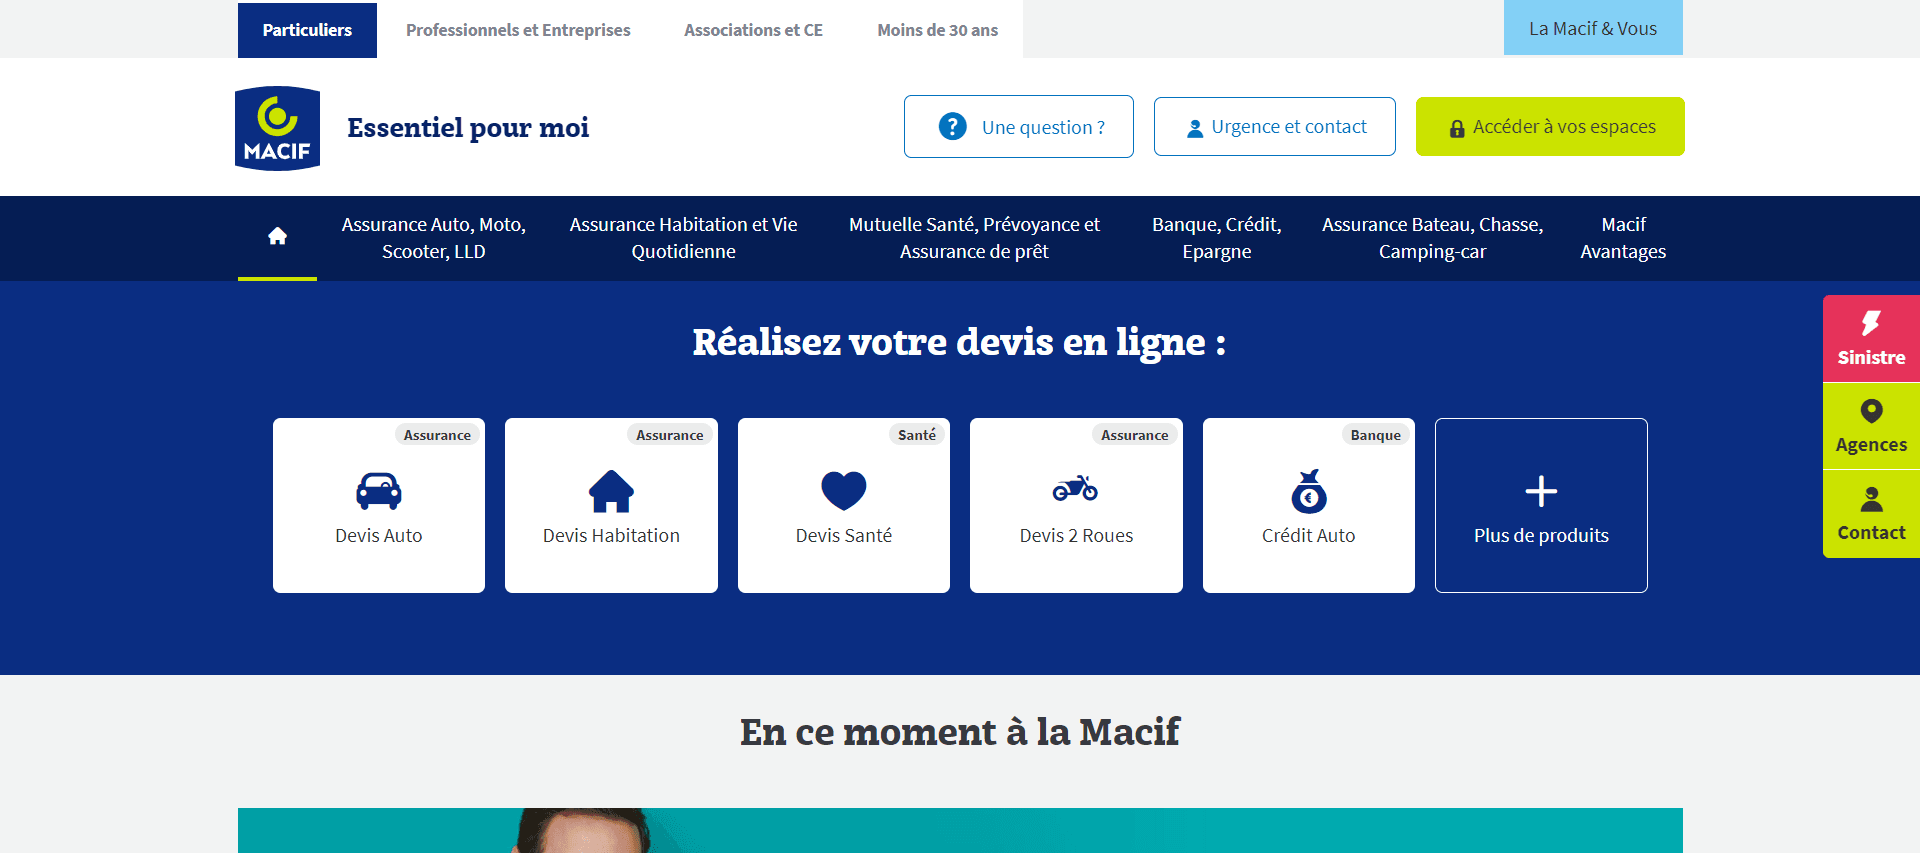 Particuliers
Professionnels et Entreprises
Associations et CE
Moins de 30 ans
La Macif & Vous
MACIF
Essentiel pour moi
? Une question ?
Urgence et contact
Accéder à vos espaces
Assurance Auto, Moto,
Scooter, LLD
Assurance Habitation et Vie
Quotidienne
Mutuelle Santé, Prévoyance et
Assurance de prêt
Banque, Crédit,
Epargne
Assurance Bateau, Chasse,
Camping-car
Macif
Avantages
Réalisez votre devis en ligne :
Sinistre
Agences
Contact
Assurance
Devis Auto
Assurance
Devis Habitation
Santé
Devis Santé
Assurance
Devis 2 Roues
Banque
€
Crédit Auto
Plus de produits
En ce moment à la Macif